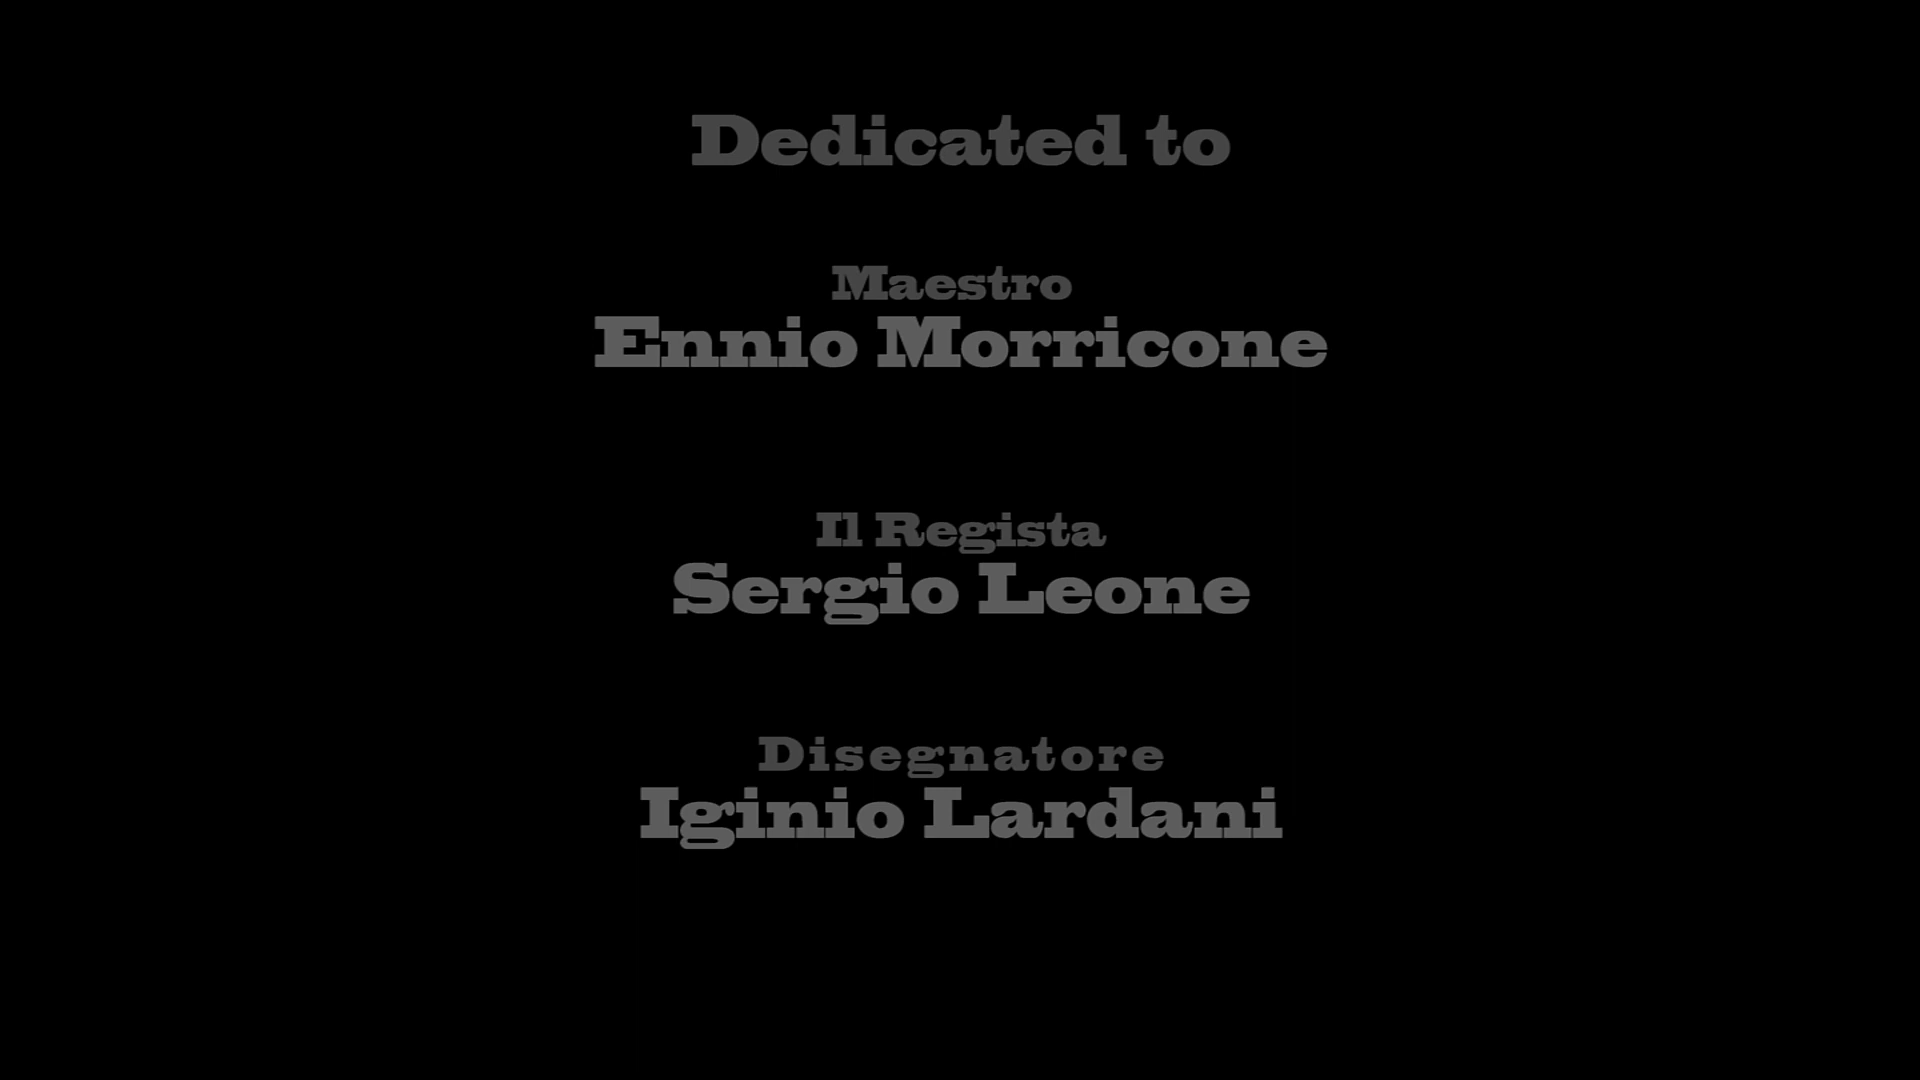 Dedicated to
Maestro
Ennio Morricone
Il Regista
Sergio Leone
Disegnatore
Iginio Lardani